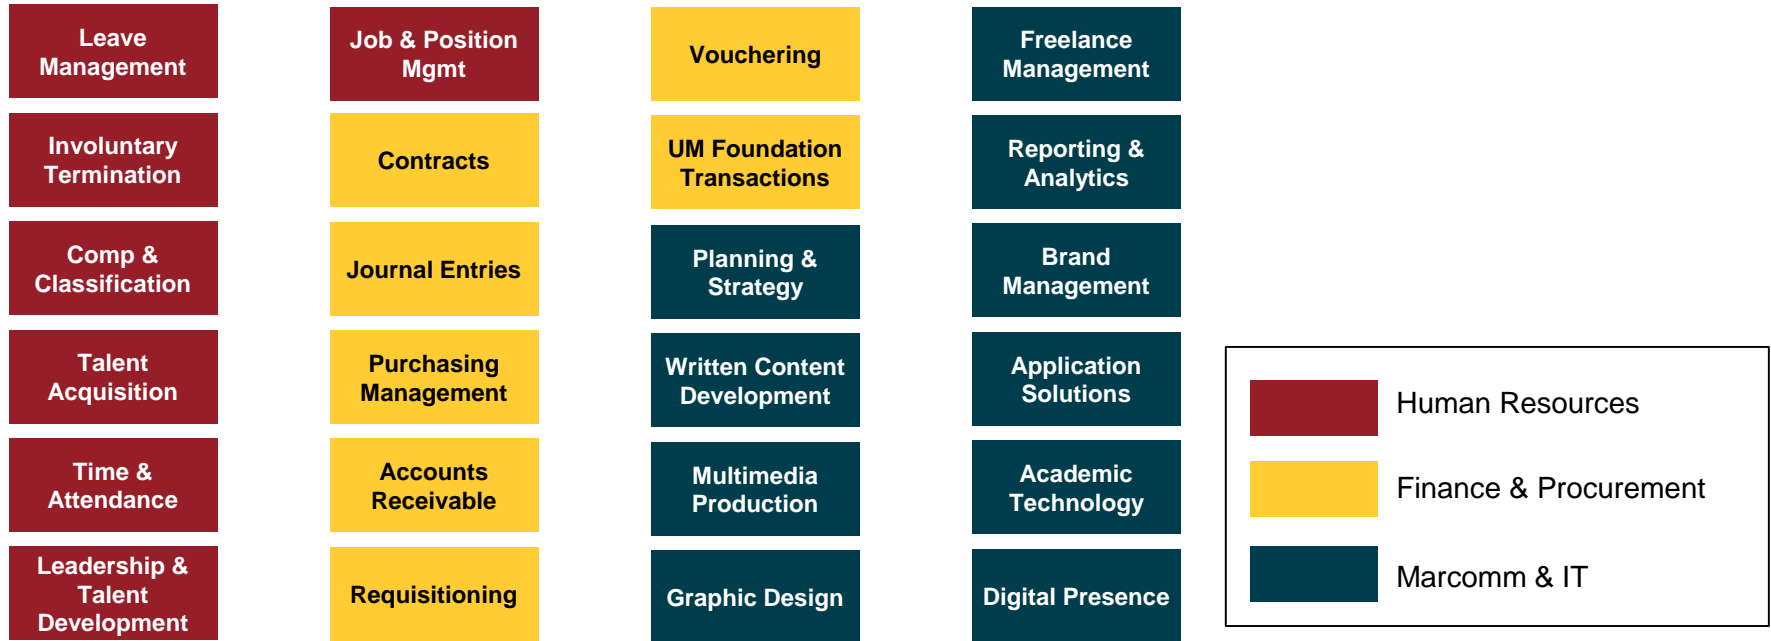 Leave
Management
Job & Position
Mgmt
Vouchering
Freelance
Management
Involuntary
Termination
Contracts
UM Foundation
Transactions
Reporting &
Analytics
Comp &
Classification
Journal Entries
Planning &
Strategy
Brand
Management
Talent
Acquisition
Purchasing
Management
Written Content
Development
Application
Solutions
Time &
Attendance
Accounts
Receivable
Multimedia
Production
Academic
Technology
Leadership &
Talent
Development
Requisitioning
Graphic Design
Digital Presence
Human Resources
Finance & Procurement
Marcomm & IT